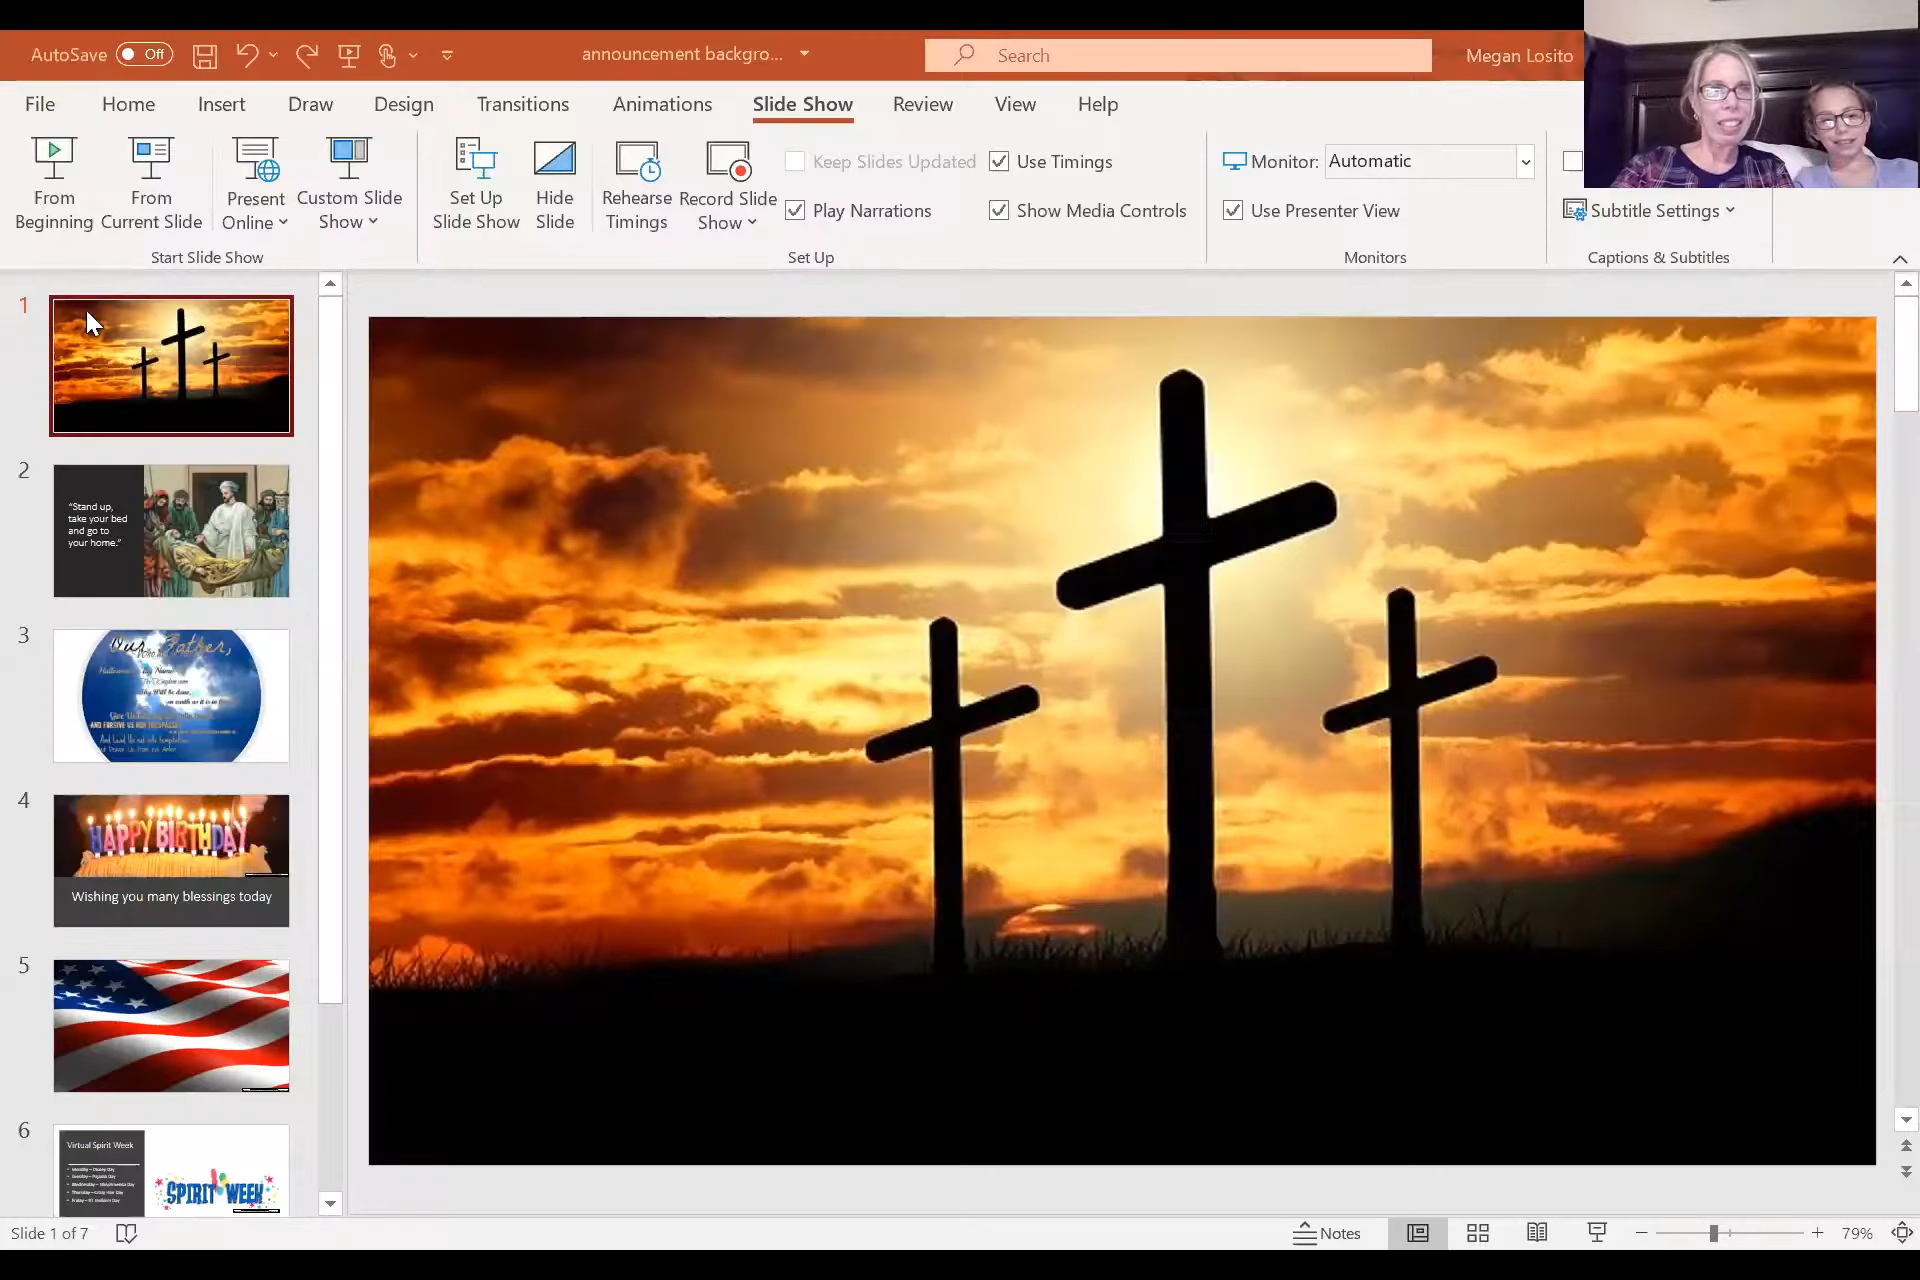 AutoSave Off announcement backgro... Search Megan Losito
File Home Insert Draw Design Transitions Animations Slide Show Review View Help
From Beginning
From Current Slide
Present Online
Custom Slide Show
Set Up Slide Show
Hide Slide
Rehearse Timings
Record Slide Show
Keep Slides Updated
Use Timings
Play Narrations
Show Media Controls
Monitor: Automatic
Use Presenter View
Subtitle Settings
Start Slide Show
Set Up
Monitors
Captions & Subtitles
1
2
"Stand up,
take your bed
and go to
your home."
3
Our Father,
4
HAPPY BIRTHDAY
Wishing you many blessings today
5
6
Virtual Spirit Week
SPIRIT WEEK
Slide 1 of 7
Notes
79%